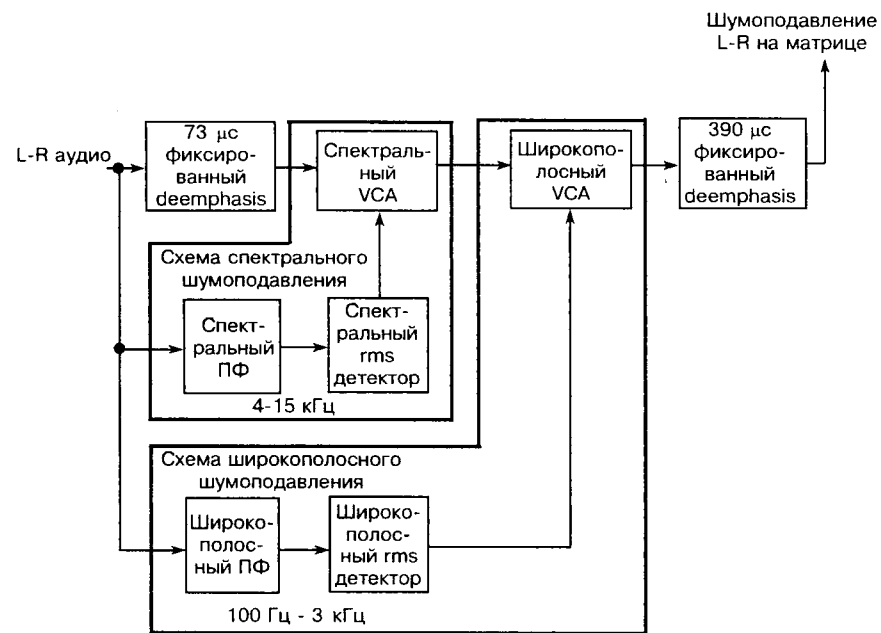 Шумоподавление
L-R на матрице
L-R аудио
73 μс
фиксиро-
ванный
deemphasis
Спектраль-
ный
VCA
Широкопо-
лосный
VCA
390 μс
фиксиро-
ванный
deemphasis
Схема спектрального
шумоподавления
Спект-
ральный
ПФ
Спект-
ральный
rms
детектор
4-15 кГц
Схема широкополосного
шумоподавления
Широко-
полос-
ный ПФ
Широко-
полос-
ный rms
детектор
100 Гц - 3 кГц